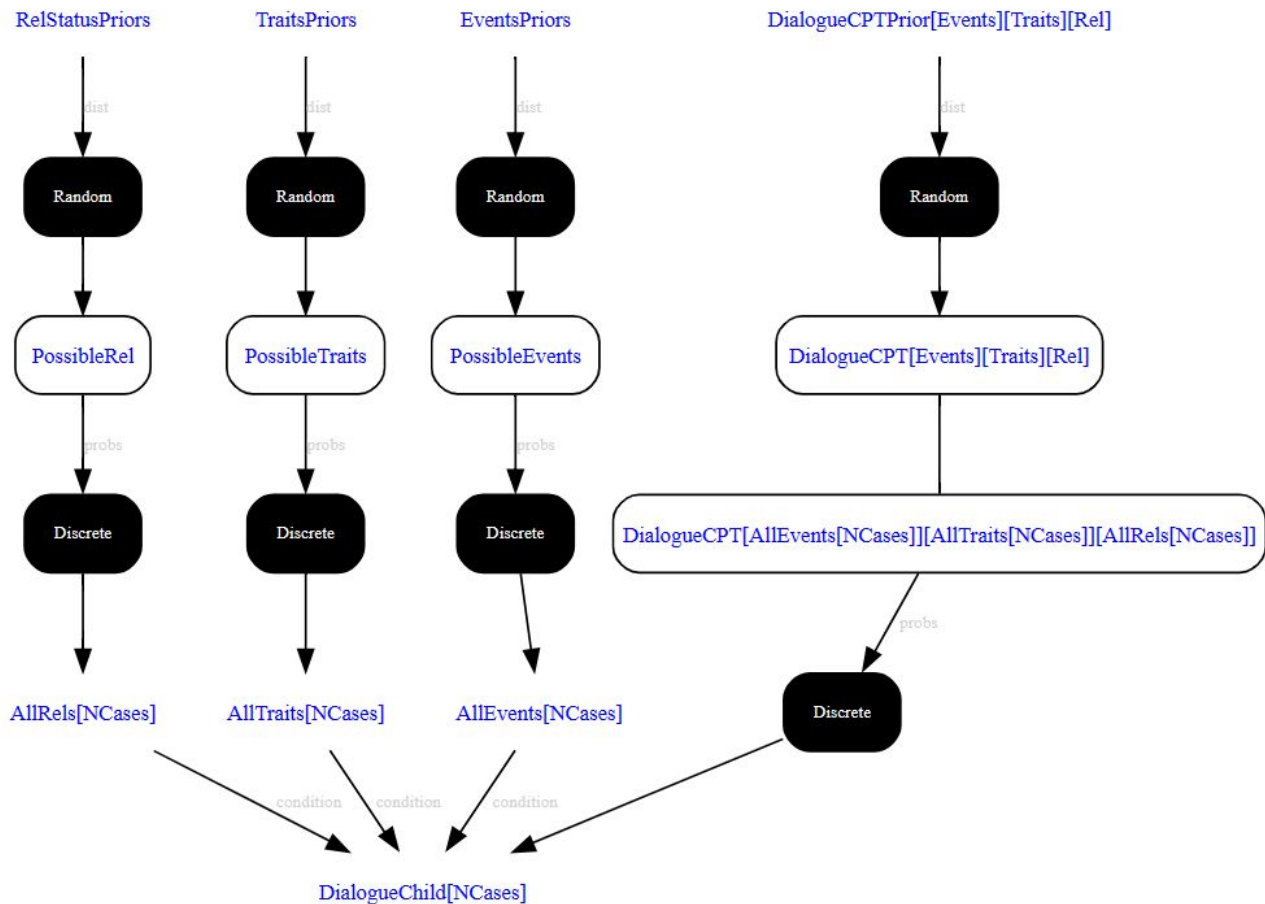 RelStatusPriors
TraitsPriors
EventsPriors
DialogueCPTPrior[Events][Traits][Rel]
dist
dist
dist
dist
Random
Random
Random
Random
PossibleRel
PossibleTraits
PossibleEvents
DialogueCPT[Events][Traits][Rel]
probs
probs
probs
Discrete
Discrete
Discrete
DialogueCPT[AllEvents[NCases]][AllTraits[NCases]][AllRels[NCases]]
probs
AllRels[NCases]
AllTraits[NCases]
AllEvents[NCases]
Discrete
condition
condition
condition
DialogueChild[NCases]